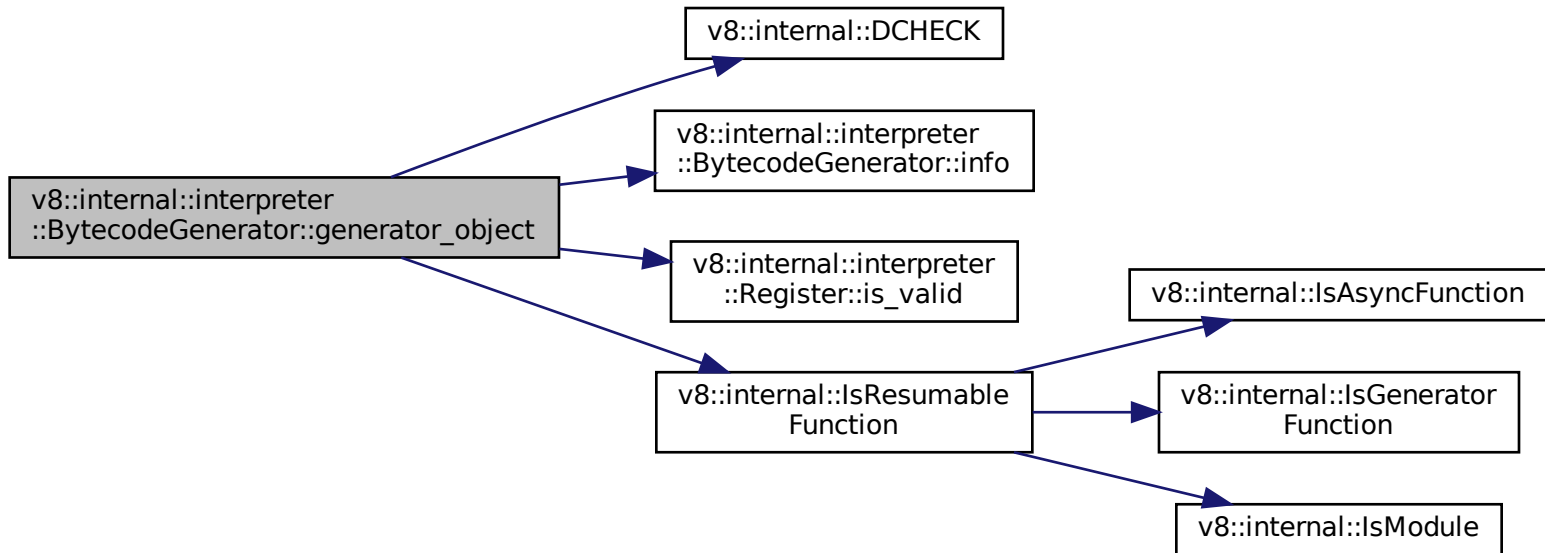 v8::internal::DCHECK
v8::internal::interpreter
::BytecodeGenerator::info
v8::internal::interpreter
::BytecodeGenerator::generator_object
v8::internal::interpreter
::Register::is_valid
v8::internal::IsAsyncFunction
v8::internal::IsResumable
Function
v8::internal::IsGenerator
Function
v8::internal::IsModule